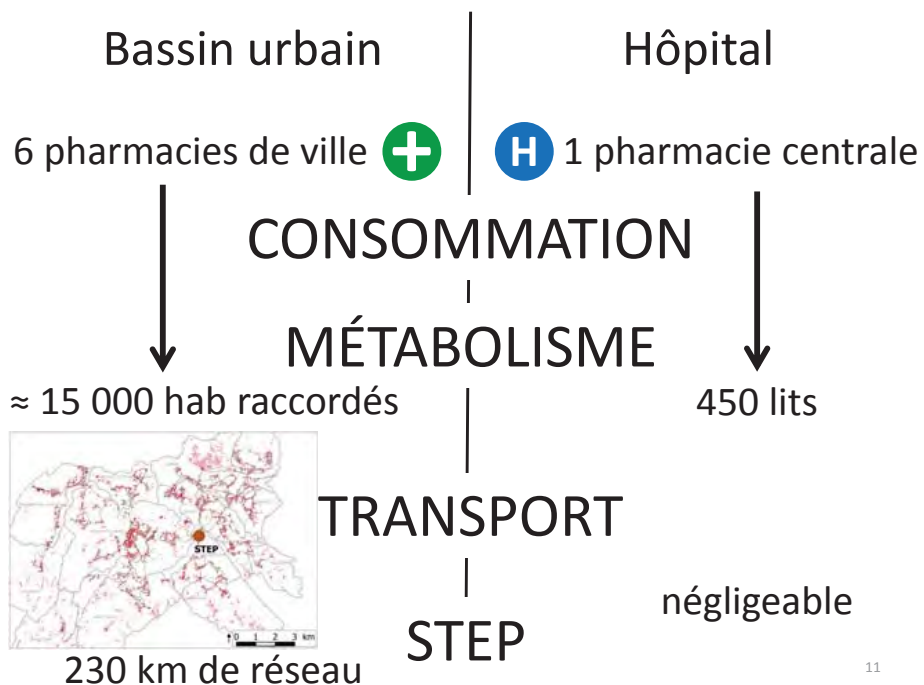 Bassin urbain
Hôpital
6 pharmacies de ville
H 1 pharmacie centrale
CONSOMMATION
MÉTABOLISME
≈ 15 000 hab raccordés
450 lits
TRANSPORT
STEP
0 1 2 3 km
négligeable
STEP
230 km de réseau
11